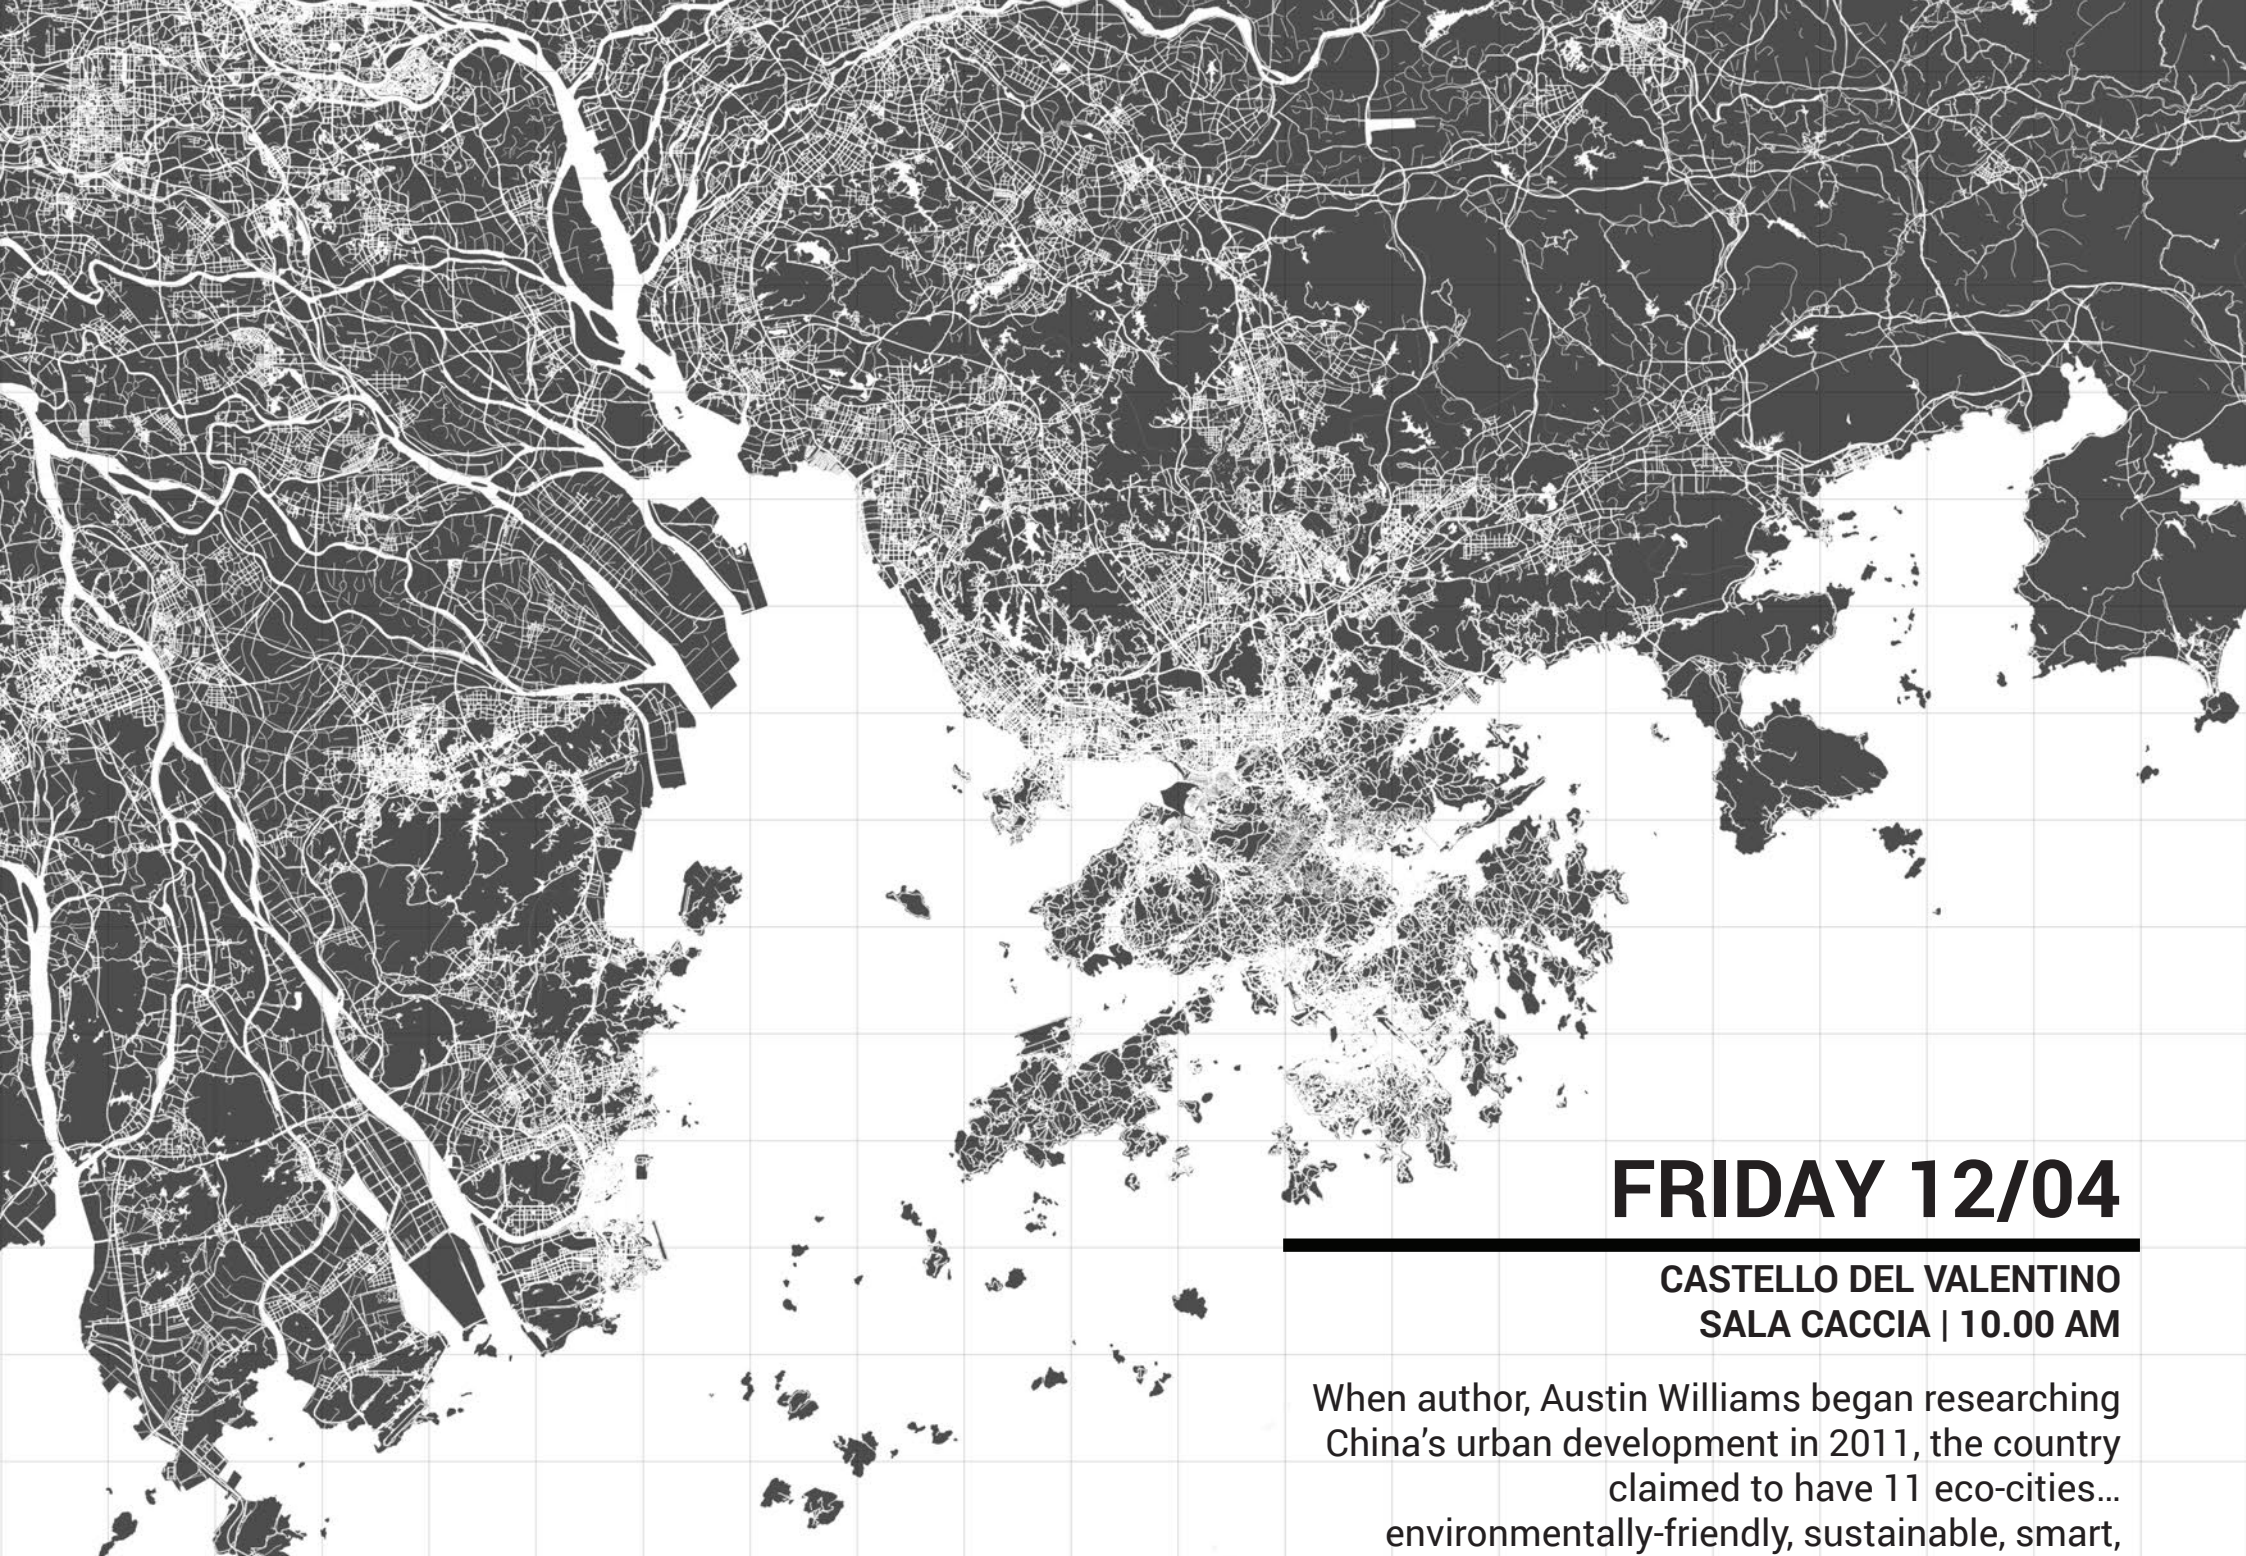 FRIDAY 12/04
CASTELLO DEL VALENTINO
SALA CACCIA | 10.00 AM
When author, Austin Williams began researching
China's urban development in 2011, the country
claimed to have 11 eco-cities...
environmentally-friendly, sustainable, smart,